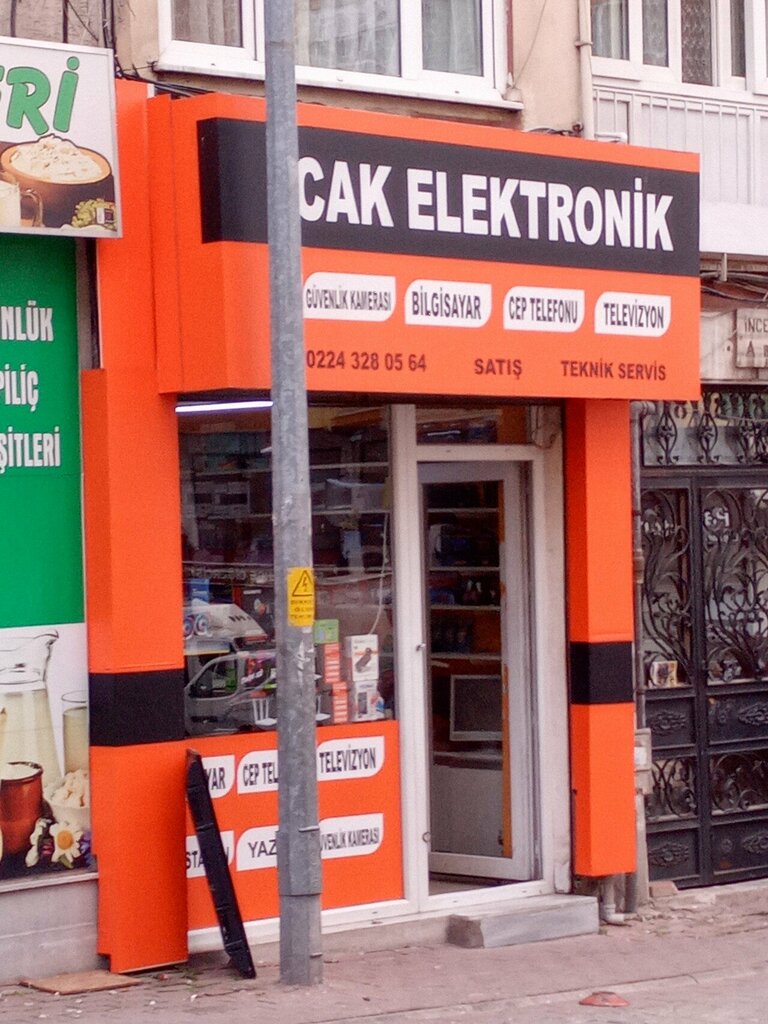 Rİ
NLÜK
PİLİÇ
ŞİTLERİ
CAK ELEKTRONİK
GÜVENLİK KAMERASI
BİLGİSAYAR
CEP TELEFONU
TELEVİZYON
0224 328 05 64 SATIŞ TEKNİK SERVİS
İNCE
YAR
CEP TEL
TELEVİZYON
YAZ
VENLİK KAMERASI